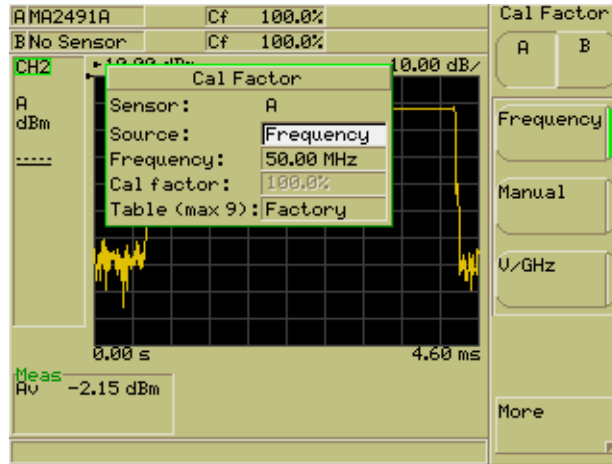 A MA2491A Cf 100.0%
B No Sensor Cf 100.0%
CH2
10.00 dB/
A
dBm
-----
Cal Factor
Sensor: A
Source: Frequency
Frequency: 50.00 MHz
Cal factor: 100.0%
Table (max 9): Factory
0.00 s 4.60 ms
Meas
Av -2.15 dBm
Cal Factor
A B
Frequency
Manual
V/GHz
More